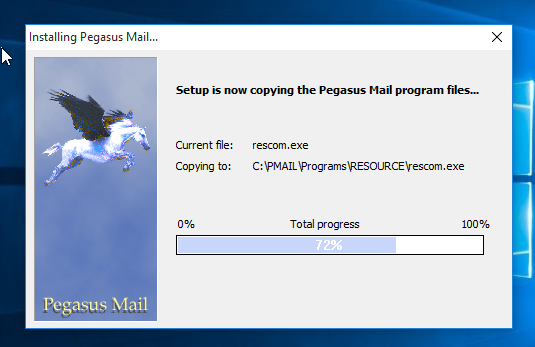 Installing Pegasus Mail...
Setup is now copying the Pegasus Mail program files...
Current file: rescom.exe
Copying to: C:\PMAIL\Programs\RESOURCE\rescom.exe
0% Total progress 100%
72%
Pegasus Mail